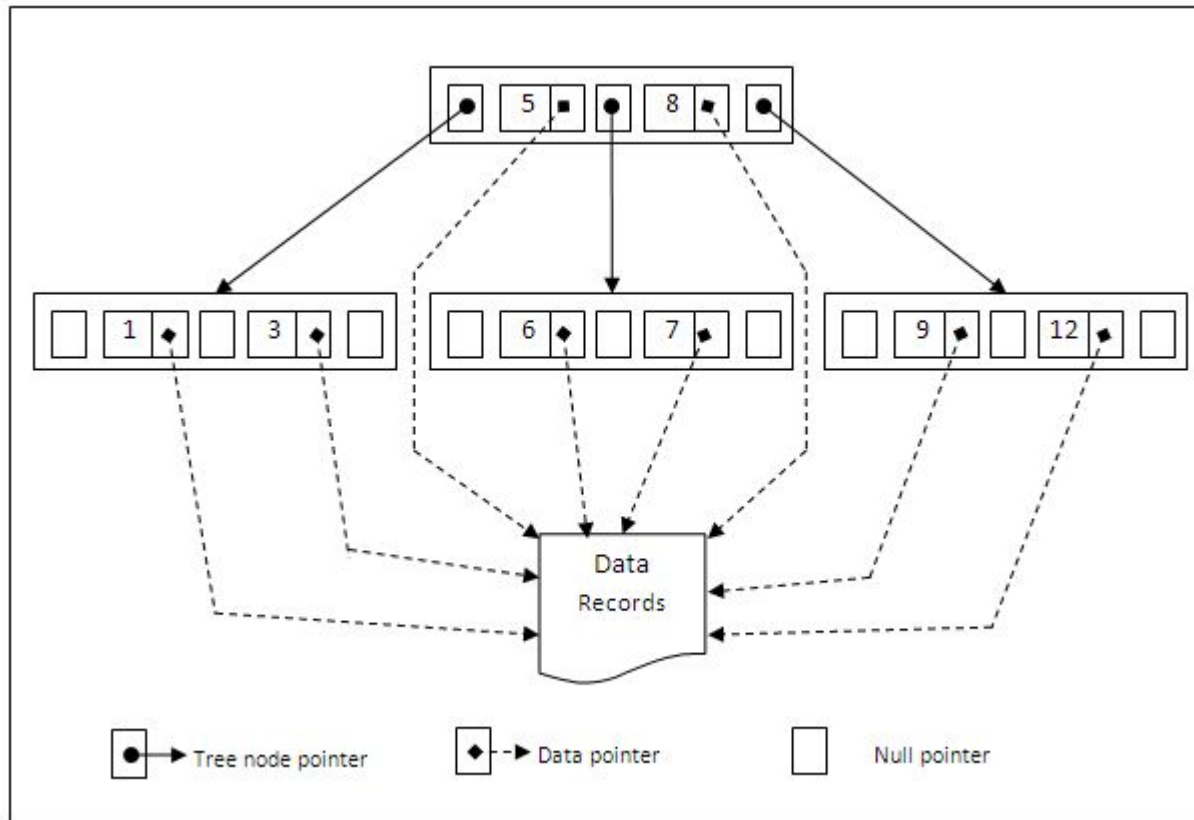 5 8
1 3 6 7 9 12
Data
Records
Tree node pointer Data pointer Null pointer